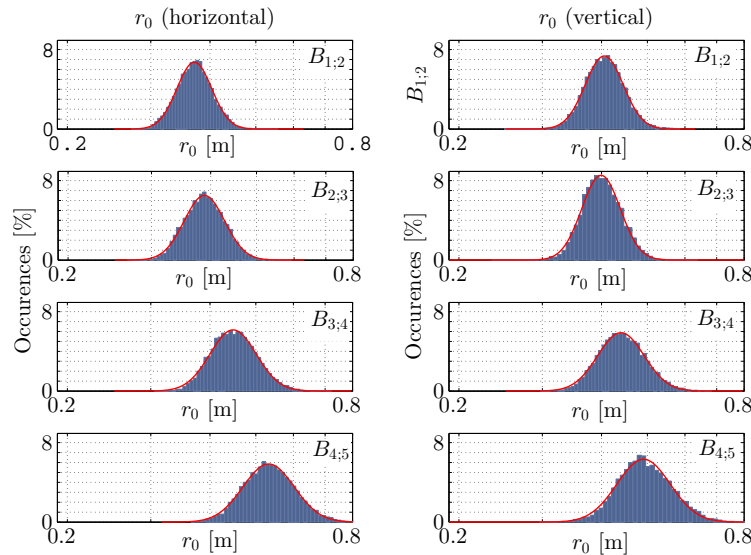 r₀ (horizontal)
r₀ (vertical)
8
B₁;₂
0
0.2
r₀ [m]
0.8
8
B₁;₂
B₁;₂
0
0.2
r₀ [m]
0.8
8
B₂;₃
0
0.2
r₀ [m]
0.8
8
B₂;₃
0
0.2
r₀ [m]
0.8
Occurences [%]
Occurences [%]
8
B₃;₄
0
0.2
r₀ [m]
0.8
8
B₃;₄
0
0.2
r₀ [m]
0.8
8
B₄;₅
0
0.2
r₀ [m]
0.8
8
B₄;₅
0
0.2
r₀ [m]
0.8